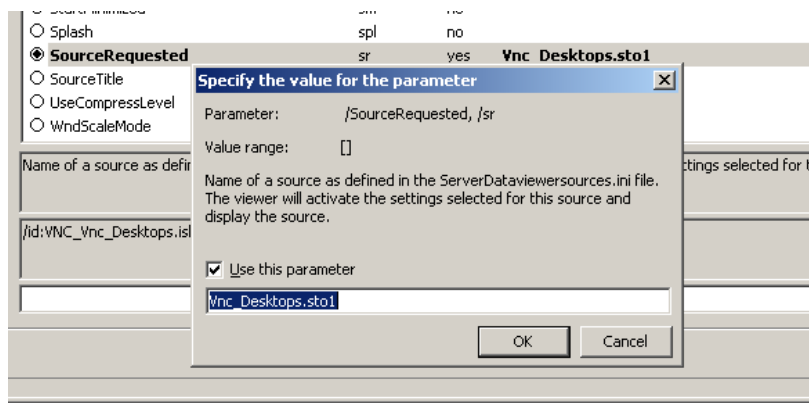 Splash spl no
SourceRequested sr yes Vnc_Desktops.sto1
SourceTitle
UseCompressLevel
WndScaleMode
Specify the value for the parameter
Parameter: /SourceRequested, /sr
Value range: []
Name of a source as defined in the ServerDataviewersources.ini file.
The viewer will activate the settings selected for this source and
display the source.
Use this parameter
Vnc_Desktops.sto1
OK Cancel
Name of a source as defin
ttings selected for t
/id:VNC_Vnc_Desktops.isl